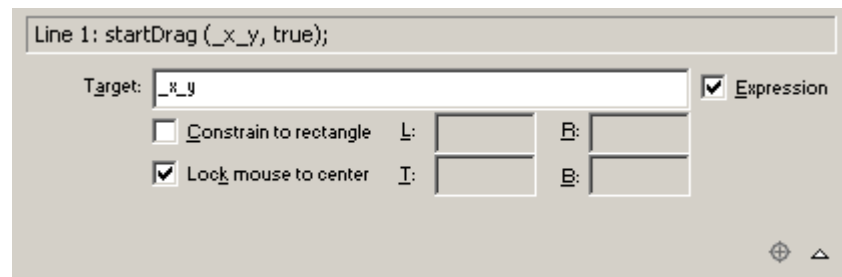 Line 1: startDrag (_x_y, true);
Target: _x_y Expression
Constrain to rectangle L: R:
Lock mouse to center T: B: